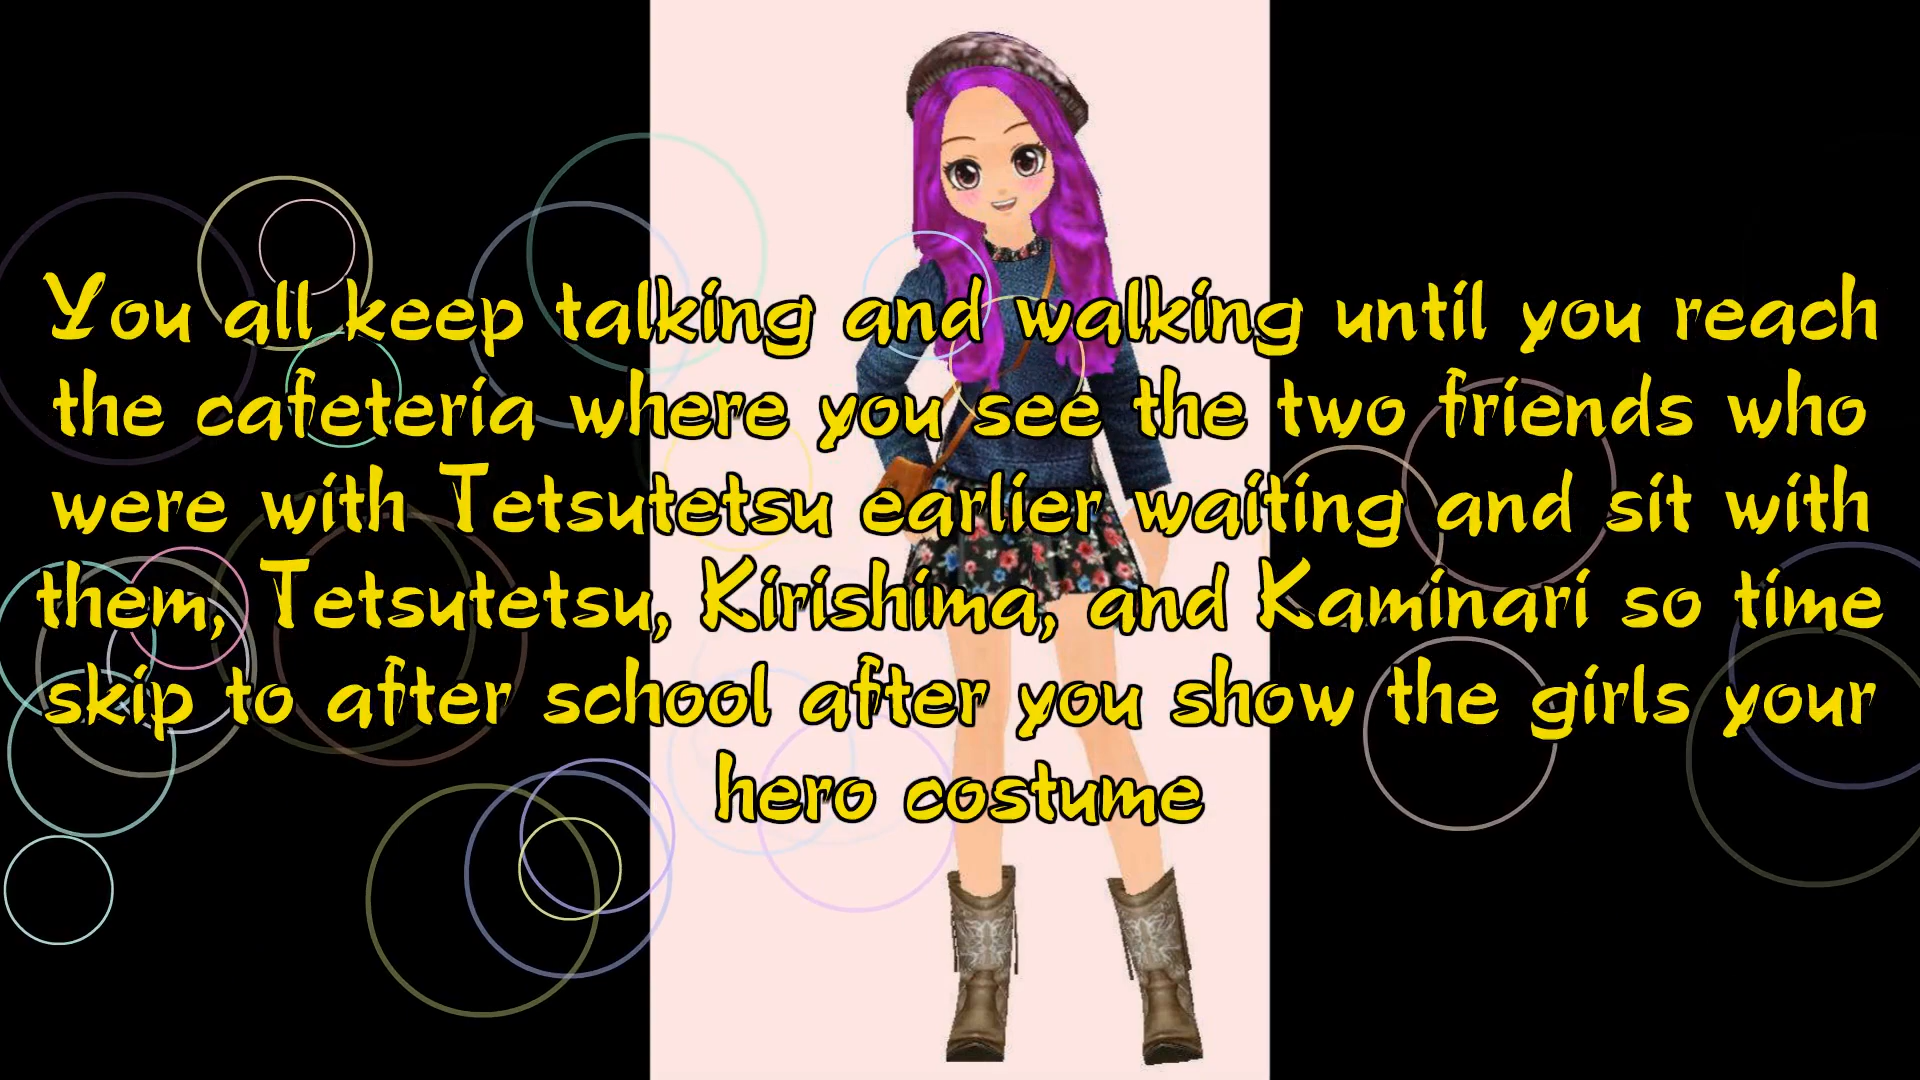 You all keep talking and walking until you reach
the cafeteria where you see the two friends who
were with Tetsutetsu earlier waiting and sit with
them, Tetsutetsu, Kirishima, and Kaminari so time
skip to after school after you show the girls your
hero costume